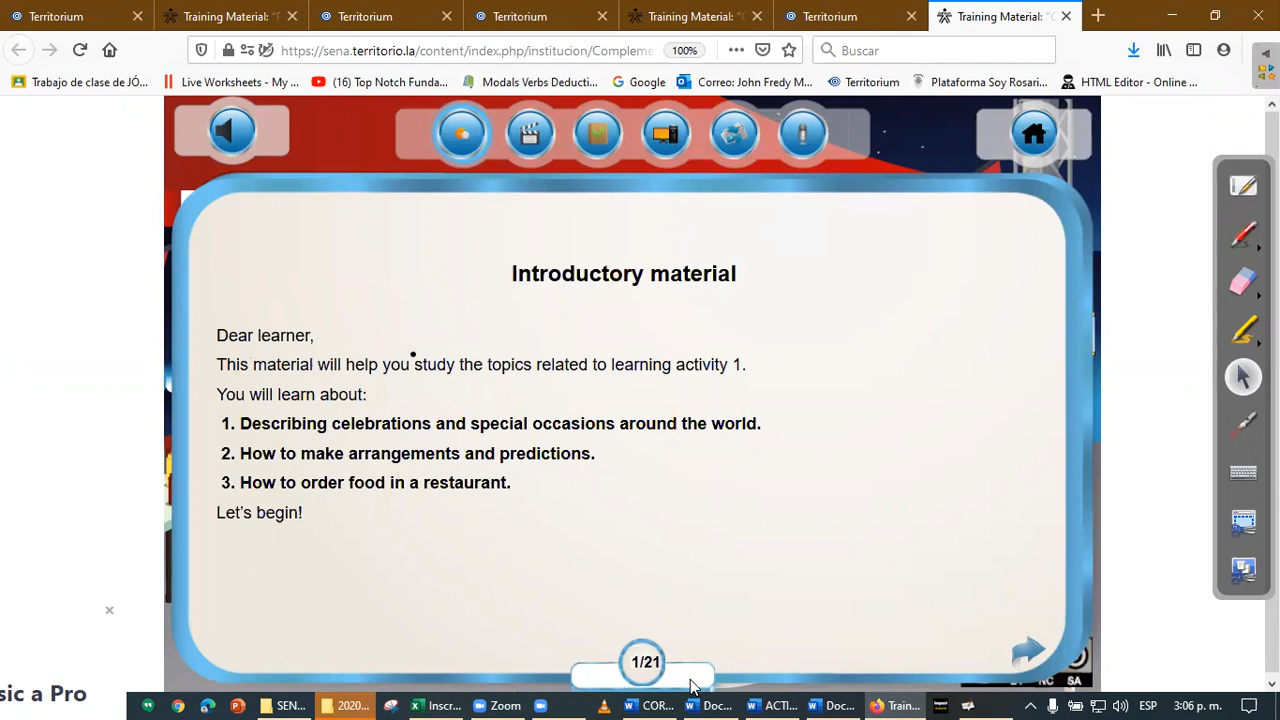 Territorium
Training Material: "P
Territorium
Territorium
Training Material: "C
Territorium
Training Material: "C
https://sena.territorio.la/content/index.php/institucion/Compleme
100%
Buscar
Trabajo de clase de JÓ...
Live Worksheets - My ...
(16) Top Notch Funda...
Modals Verbs Deducti...
Google
Correo: John Fredy M...
Territorium
Plataforma Soy Rosari...
HTML Editor - Online ...
Introductory material
Dear learner,
This material will help you study the topics related to learning activity 1.
You will learn about:
1. Describing celebrations and special occasions around the world.
2. How to make arrangements and predictions.
3. How to order food in a restaurant.
Let's begin!
1/21
NC SA
sic a Pro
SEN...
2020...
Inscr...
Zoom
COR...
Doc...
ACTI...
Doc...
Train...
ESP
3:06 p. m.